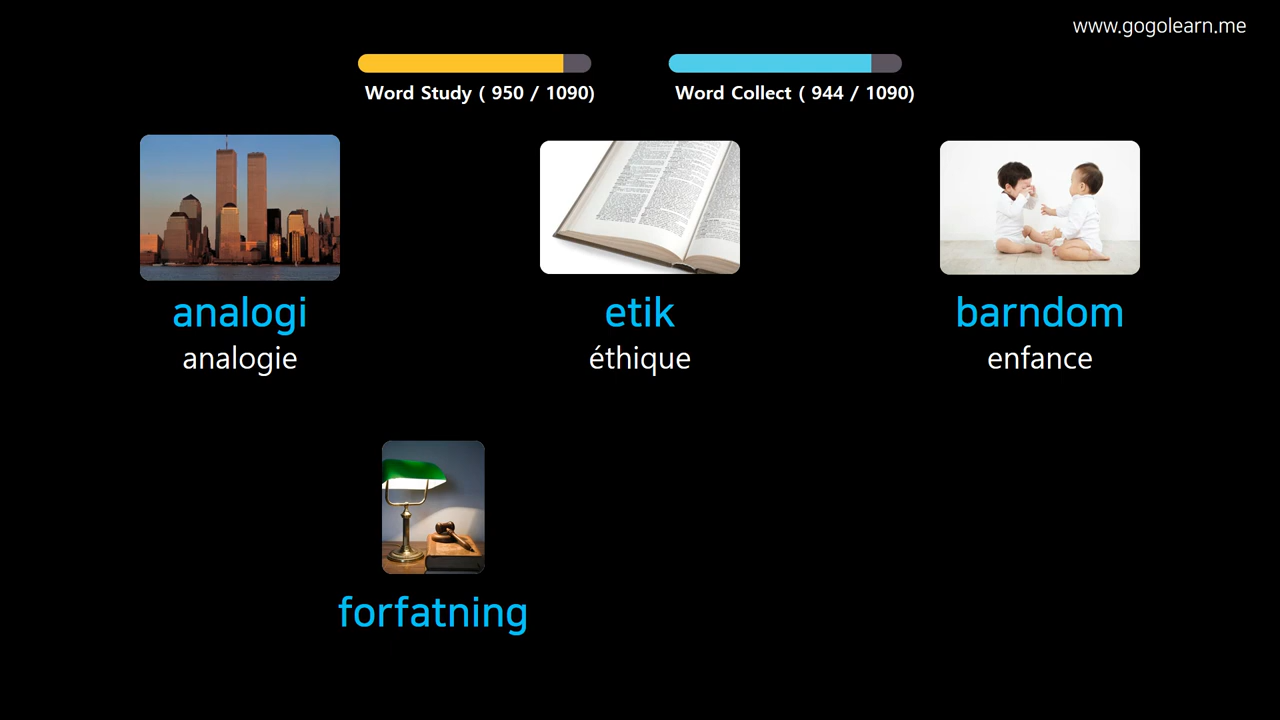 www.gogolearn.me
Word Study ( 950 / 1090)
Word Collect ( 944 / 1090)
analogi
analogie
etik
éthique
barndom
enfance
forfatning